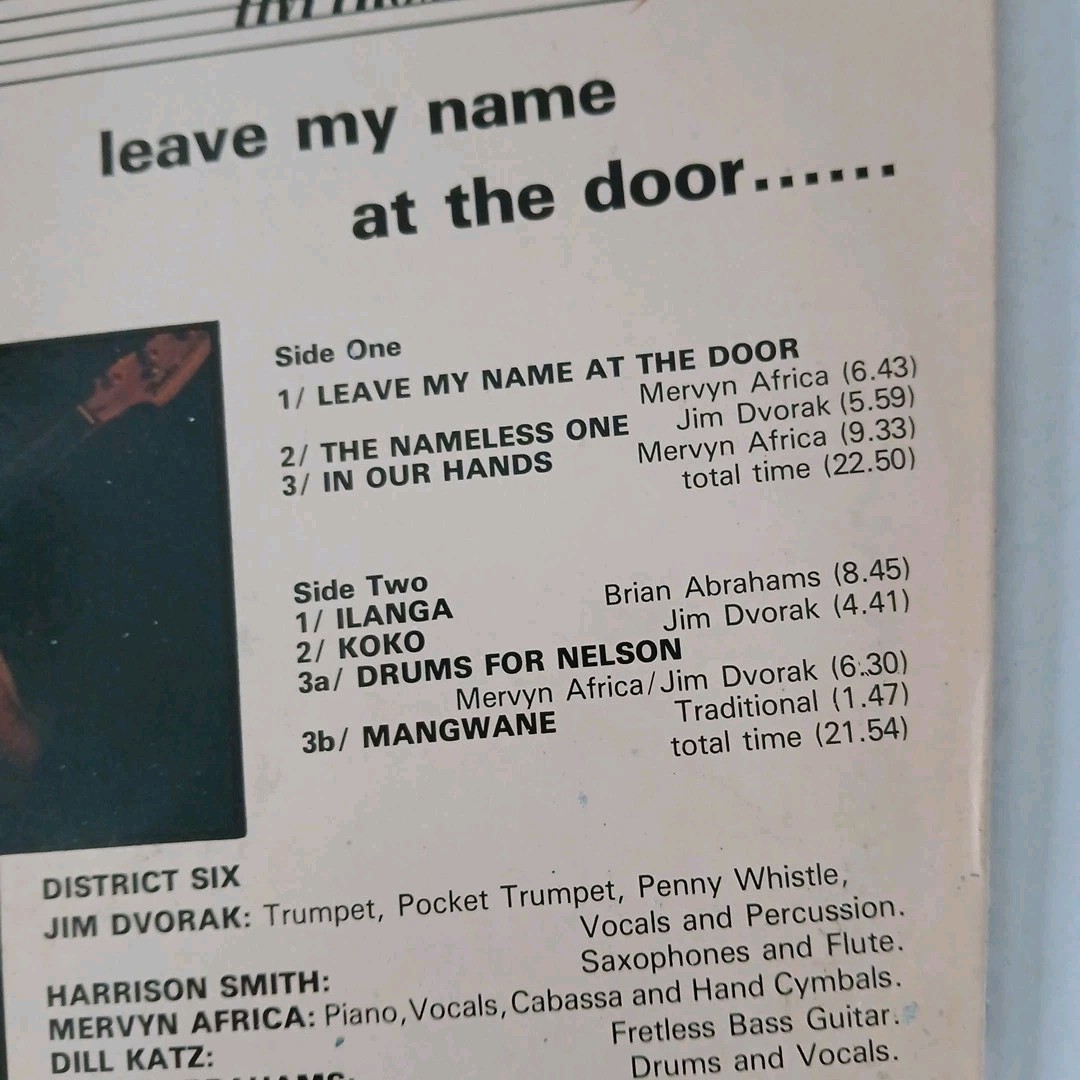 leave my name
at the door......
Side One
1/ LEAVE MY NAME AT THE DOOR
Mervyn Africa (6.43)
2/ THE NAMELESS ONE Jim Dvorak (5.59)
3/ IN OUR HANDS Mervyn Africa (9.33)
total time (22.50)
Side Two
1/ ILANGA Brian Abrahams (8.45)
2/ KOKO Jim Dvorak (4.41)
3a/ DRUMS FOR NELSON
Mervyn Africa/Jim Dvorak (6.30)
3b/ MANGWANE Traditional (1.47)
total time (21.54)
DISTRICT SIX
JIM DVORAK: Trumpet, Pocket Trumpet, Penny Whistle,
Vocals and Percussion.
HARRISON SMITH: Saxophones and Flute.
MERVYN AFRICA: Piano, Vocals, Cabassa and Hand Cymbals.
DILL KATZ: Fretless Bass Guitar.
Drums and Vocals.